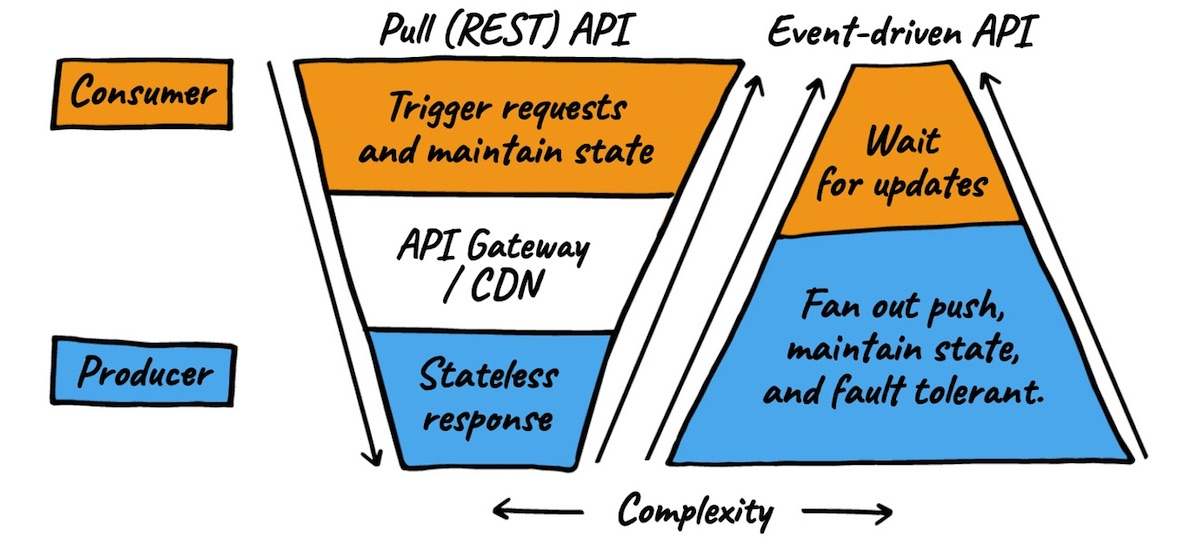 Pull (REST) API
Event-driven API
Consumer
Trigger requests
and maintain state
Wait
for updates
API Gateway
/ CDN
Producer
Stateless
response
Fan out push,
maintain state,
and fault tolerant.
Complexity